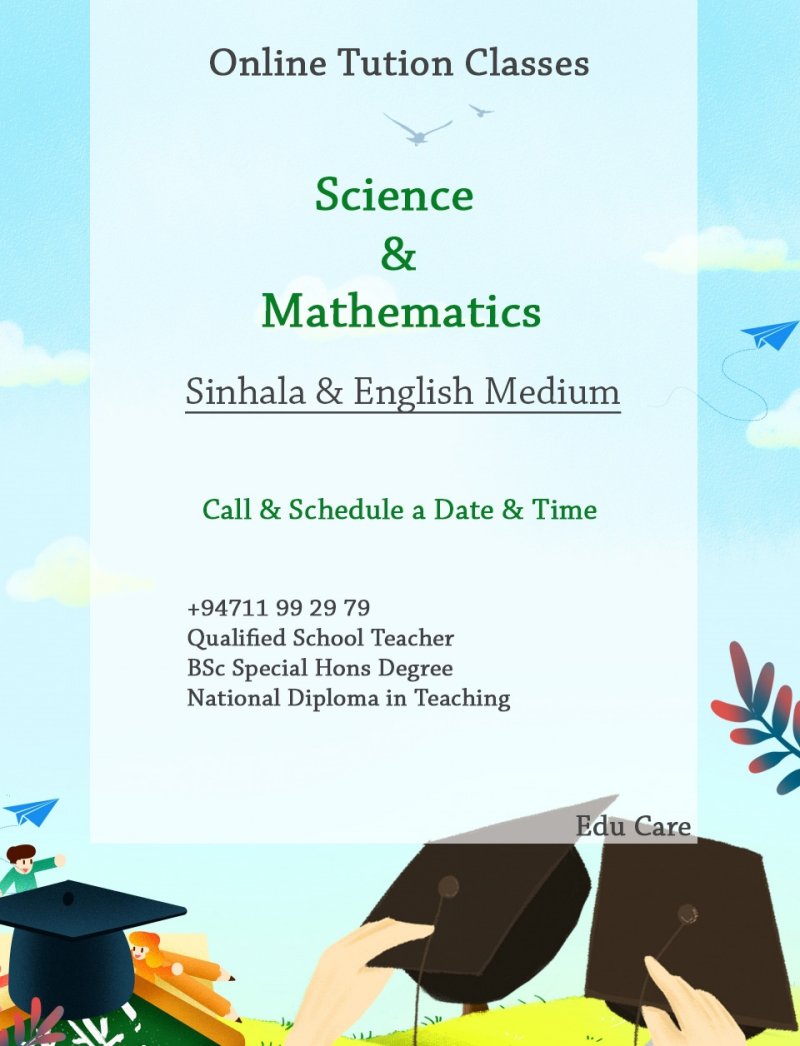 Online Tution Classes
Science
&
Mathematics
Sinhala & English Medium
Call & Schedule a Date & Time
+94711 99 29 79
Qualified School Teacher
BSc Special Hons Degree
National Diploma in Teaching
Edu Care